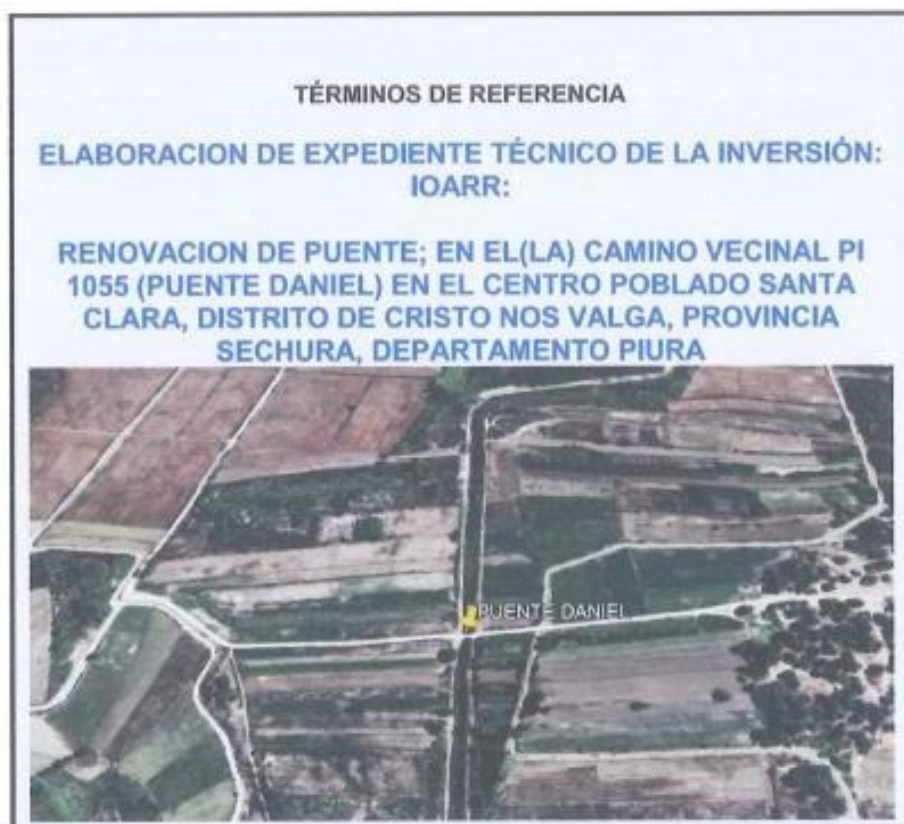 TÉRMINOS DE REFERENCIA
ELABORACION DE EXPEDIENTE TÉCNICO DE LA INVERSIÓN:
IOARR:
RENOVACION DE PUENTE; EN EL(LA) CAMINO VECINAL PI
1055 (PUENTE DANIEL) EN EL CENTRO POBLADO SANTA
CLARA, DISTRITO DE CRISTO NOS VALGA, PROVINCIA
SECHURA, DEPARTAMENTO PIURA
PUENTE DANIEL